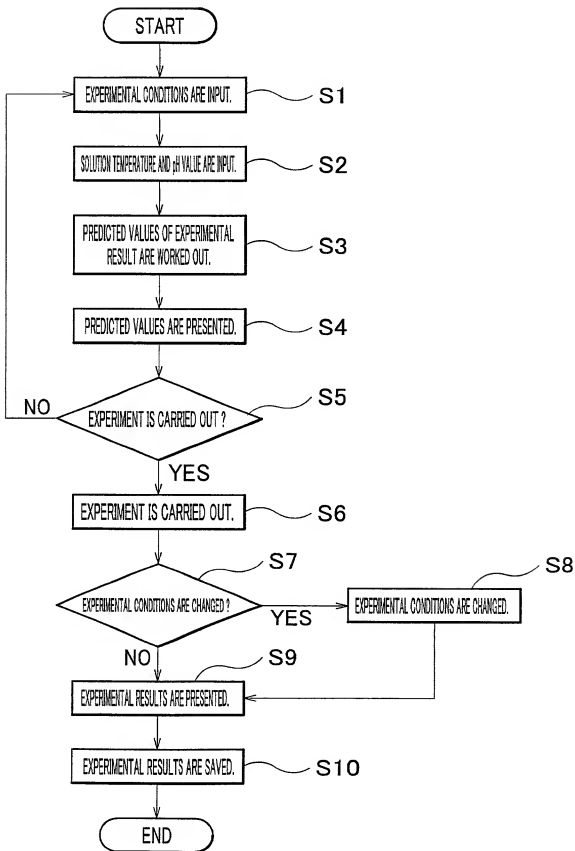 START
EXPERIMENTAL CONDITIONS ARE INPUT.
S1
SOLUTION TEMPERATURE AND pH VALUE ARE INPUT.
S2
PREDICTED VALUES OF EXPERIMENTAL
RESULT ARE WORKED OUT.
S3
PREDICTED VALUES ARE PRESENTED.
S4
EXPERIMENT IS CARRIED OUT ?
S5
NO
YES
EXPERIMENT IS CARRIED OUT.
S6
EXPERIMENTAL CONDITIONS ARE CHANGED ?
S7
YES
EXPERIMENTAL CONDITIONS ARE CHANGED.
S8
NO
EXPERIMENTAL RESULTS ARE PRESENTED.
S9
EXPERIMENTAL RESULTS ARE SAVED.
S10
END